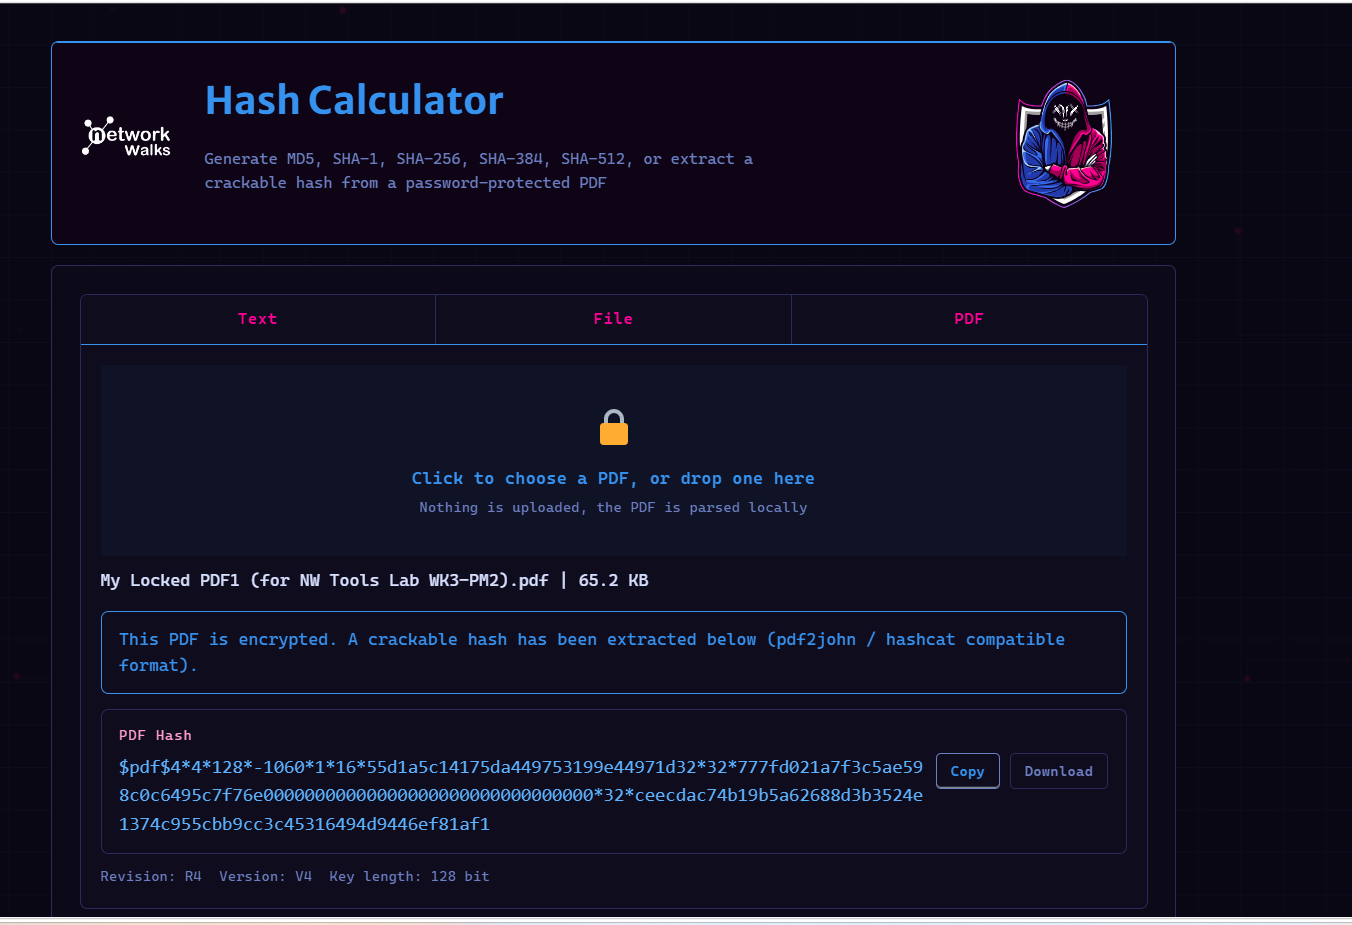 network
Walks
Hash Calculator
Generate MD5, SHA-1, SHA-256, SHA-384, SHA-512, or extract a
crackable hash from a password-protected PDF
Text
File
PDF
Click to choose a PDF, or drop one here
Nothing is uploaded, the PDF is parsed locally
My Locked PDF1 (for NW Tools Lab WK3-PM2).pdf | 65.2 KB
This PDF is encrypted. A crackable hash has been extracted below (pdf2john / hashcat compatible
format).
PDF Hash
$pdf$4*4*128*-1060*1*16*55d1a5c14175da449753199e44971d32*32*777fd021a7f3c5ae59
8c0c6495c7f76e00000000000000000000000000000000*32*ceecdac74b19b5a62688d3b3524e
1374c955cbb9cc3c45316494d9446ef81af1
Copy
Download
Revision: R4 Version: V4 Key length: 128 bit